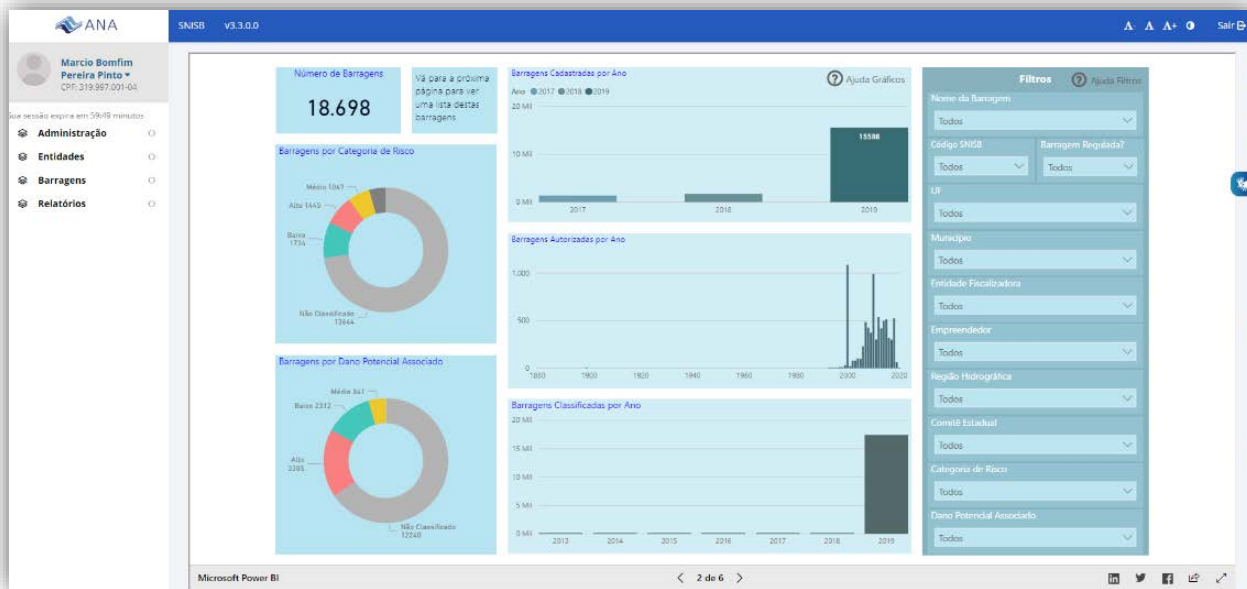 ANA
SNISB v3.3.0.0
A- A A+ Sair
Marcio Bomfim
Pereira Pinto
CPF: 319.997.001-04
Sua sessão expira em 59:49 minutos
Administração
Entidades
Barragens
Relatórios
Número de Barragens
18.698
Vá para a próxima
página para ver
uma lista destas
barragens
Barragens por Categoria de Risco
Médio 1047
Alto 1449
Baixo
1734
Não Classificado
13644
Barragens por Dano Potencial Associado
Médio 841
Baixo 2312
Alto
Não Classificado
12240
Barragens Cadastradas por Ano
Ajuda Gráficos
Ano 2017 2018 2019
20 Mil
10 Mil
0 Mil
15588
2017 2018 2019
Barragens Autorizadas por Ano
1.000
500
0
1880 1900 1920 1940 1960 1980 2000 2020
Barragens Classificadas por Ano
20 Mil
15 Mil
10 Mil
5 Mil
0 Mil
2013 2014 2015 2016 2017 2018 2019
Filtros
Ajuda Filtros
Nome da Barragem
Todos
Código SNISB Barragem Regulada?
Todos Todos
UF
Todos
Município
Todos
Entidade Fiscalizadora
Todos
Empreendedor
Todos
Região Hidrográfica
Todos
Comitê Estadual
Todos
Categoria de Risco
Todos
Dano Potencial Associado
Todos
Microsoft Power BI
2 de 6